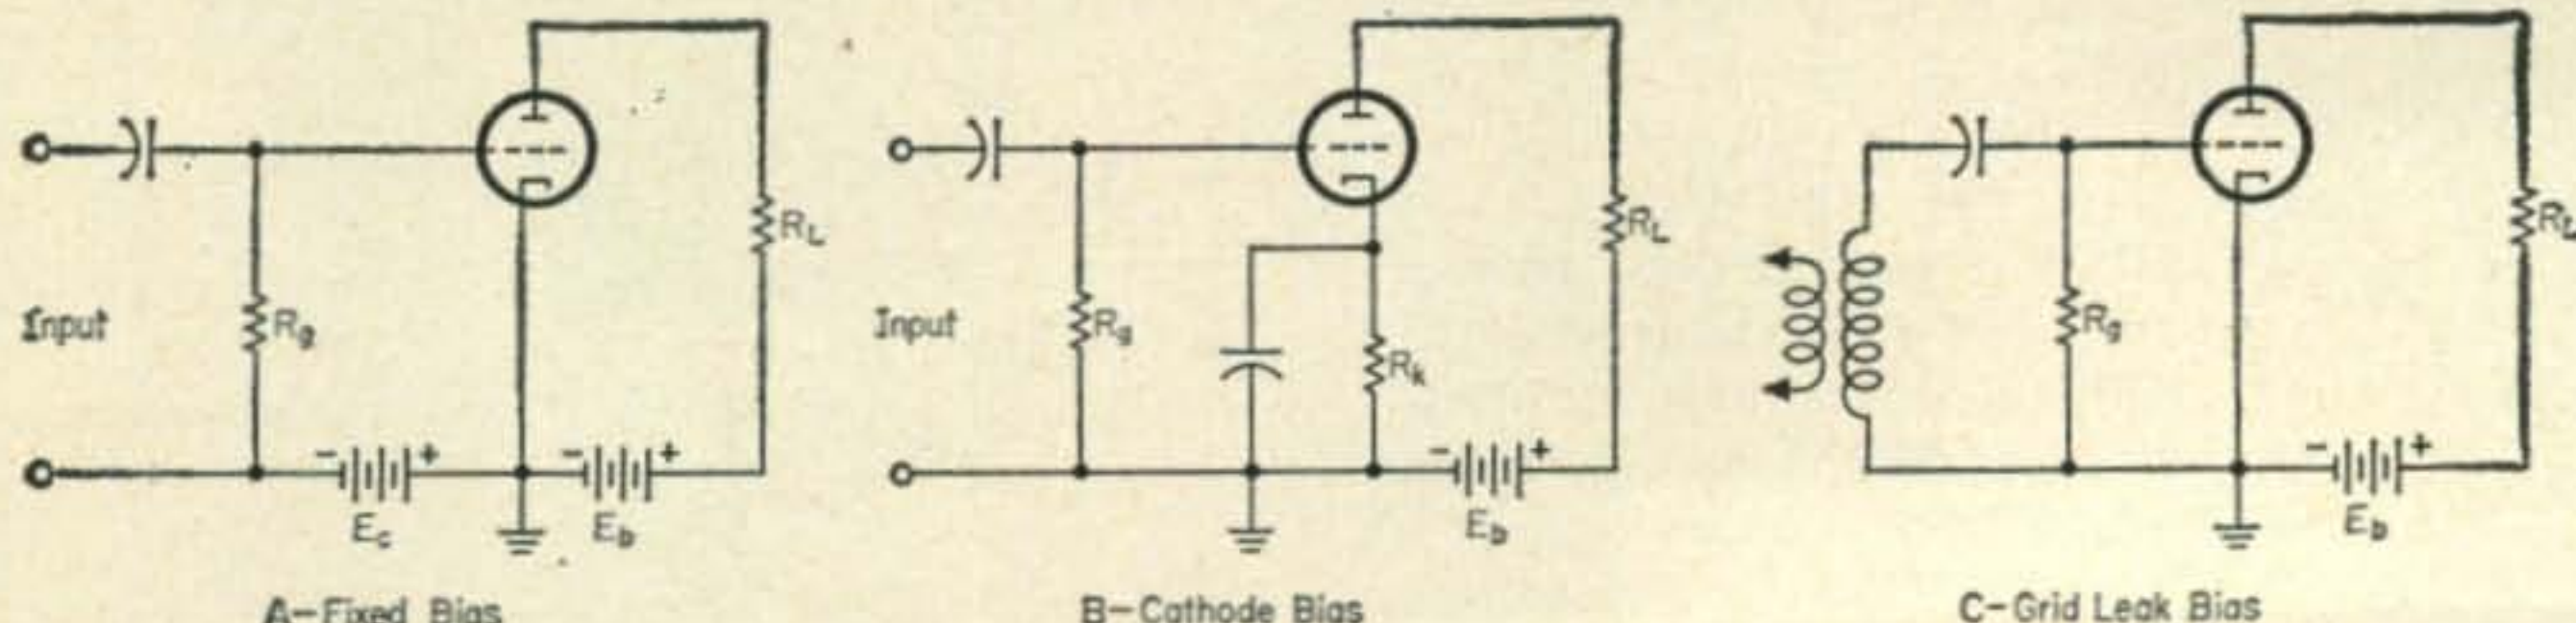 Input
Rg
- +
Ec
- +
Eb
RL
A-Fixed Bias
Input
Rg
Rk
- +
Eb
RL
B-Cathode Bias
Rg
- +
Eb
RL
C-Grid Leak Bias